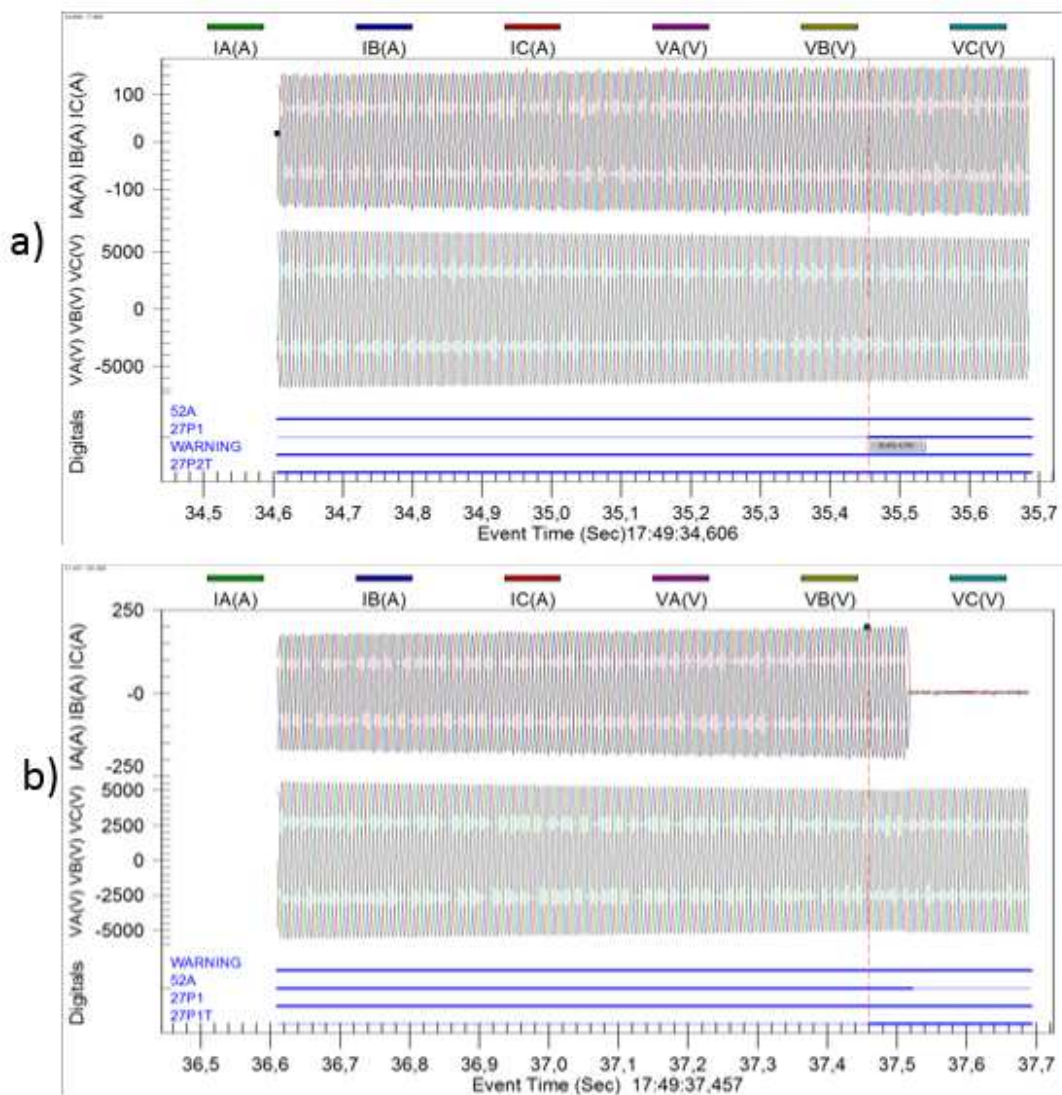 IA(A) IB(A) IC(A) VA(V) VB(V) VC(V)
a)
IA(A) IB(A) IC(A)
100
0
-100
VA(V) VB(V) VC(V)
5000
0
-5000
Digitals
52A
27P1
WARNING
27P2T
34,5 34,6 34,7 34,8 34,9 35,0 35,1 35,2 35,3 35,4 35,5 35,6 35,7
Event Time (Sec)17:49:34,606
IA(A) IB(A) IC(A) VA(V) VB(V) VC(V)
b)
IA(A) IB(A) IC(A)
250
-0
-250
VA(V) VB(V) VC(V)
5000
2500
0
-2500
-5000
Digitals
WARNING
52A
27P1
27P1T
36,5 36,6 36,7 36,8 36,9 37,0 37,1 37,2 37,3 37,4 37,5 37,6 37,7
Event Time (Sec) 17:49:37,457